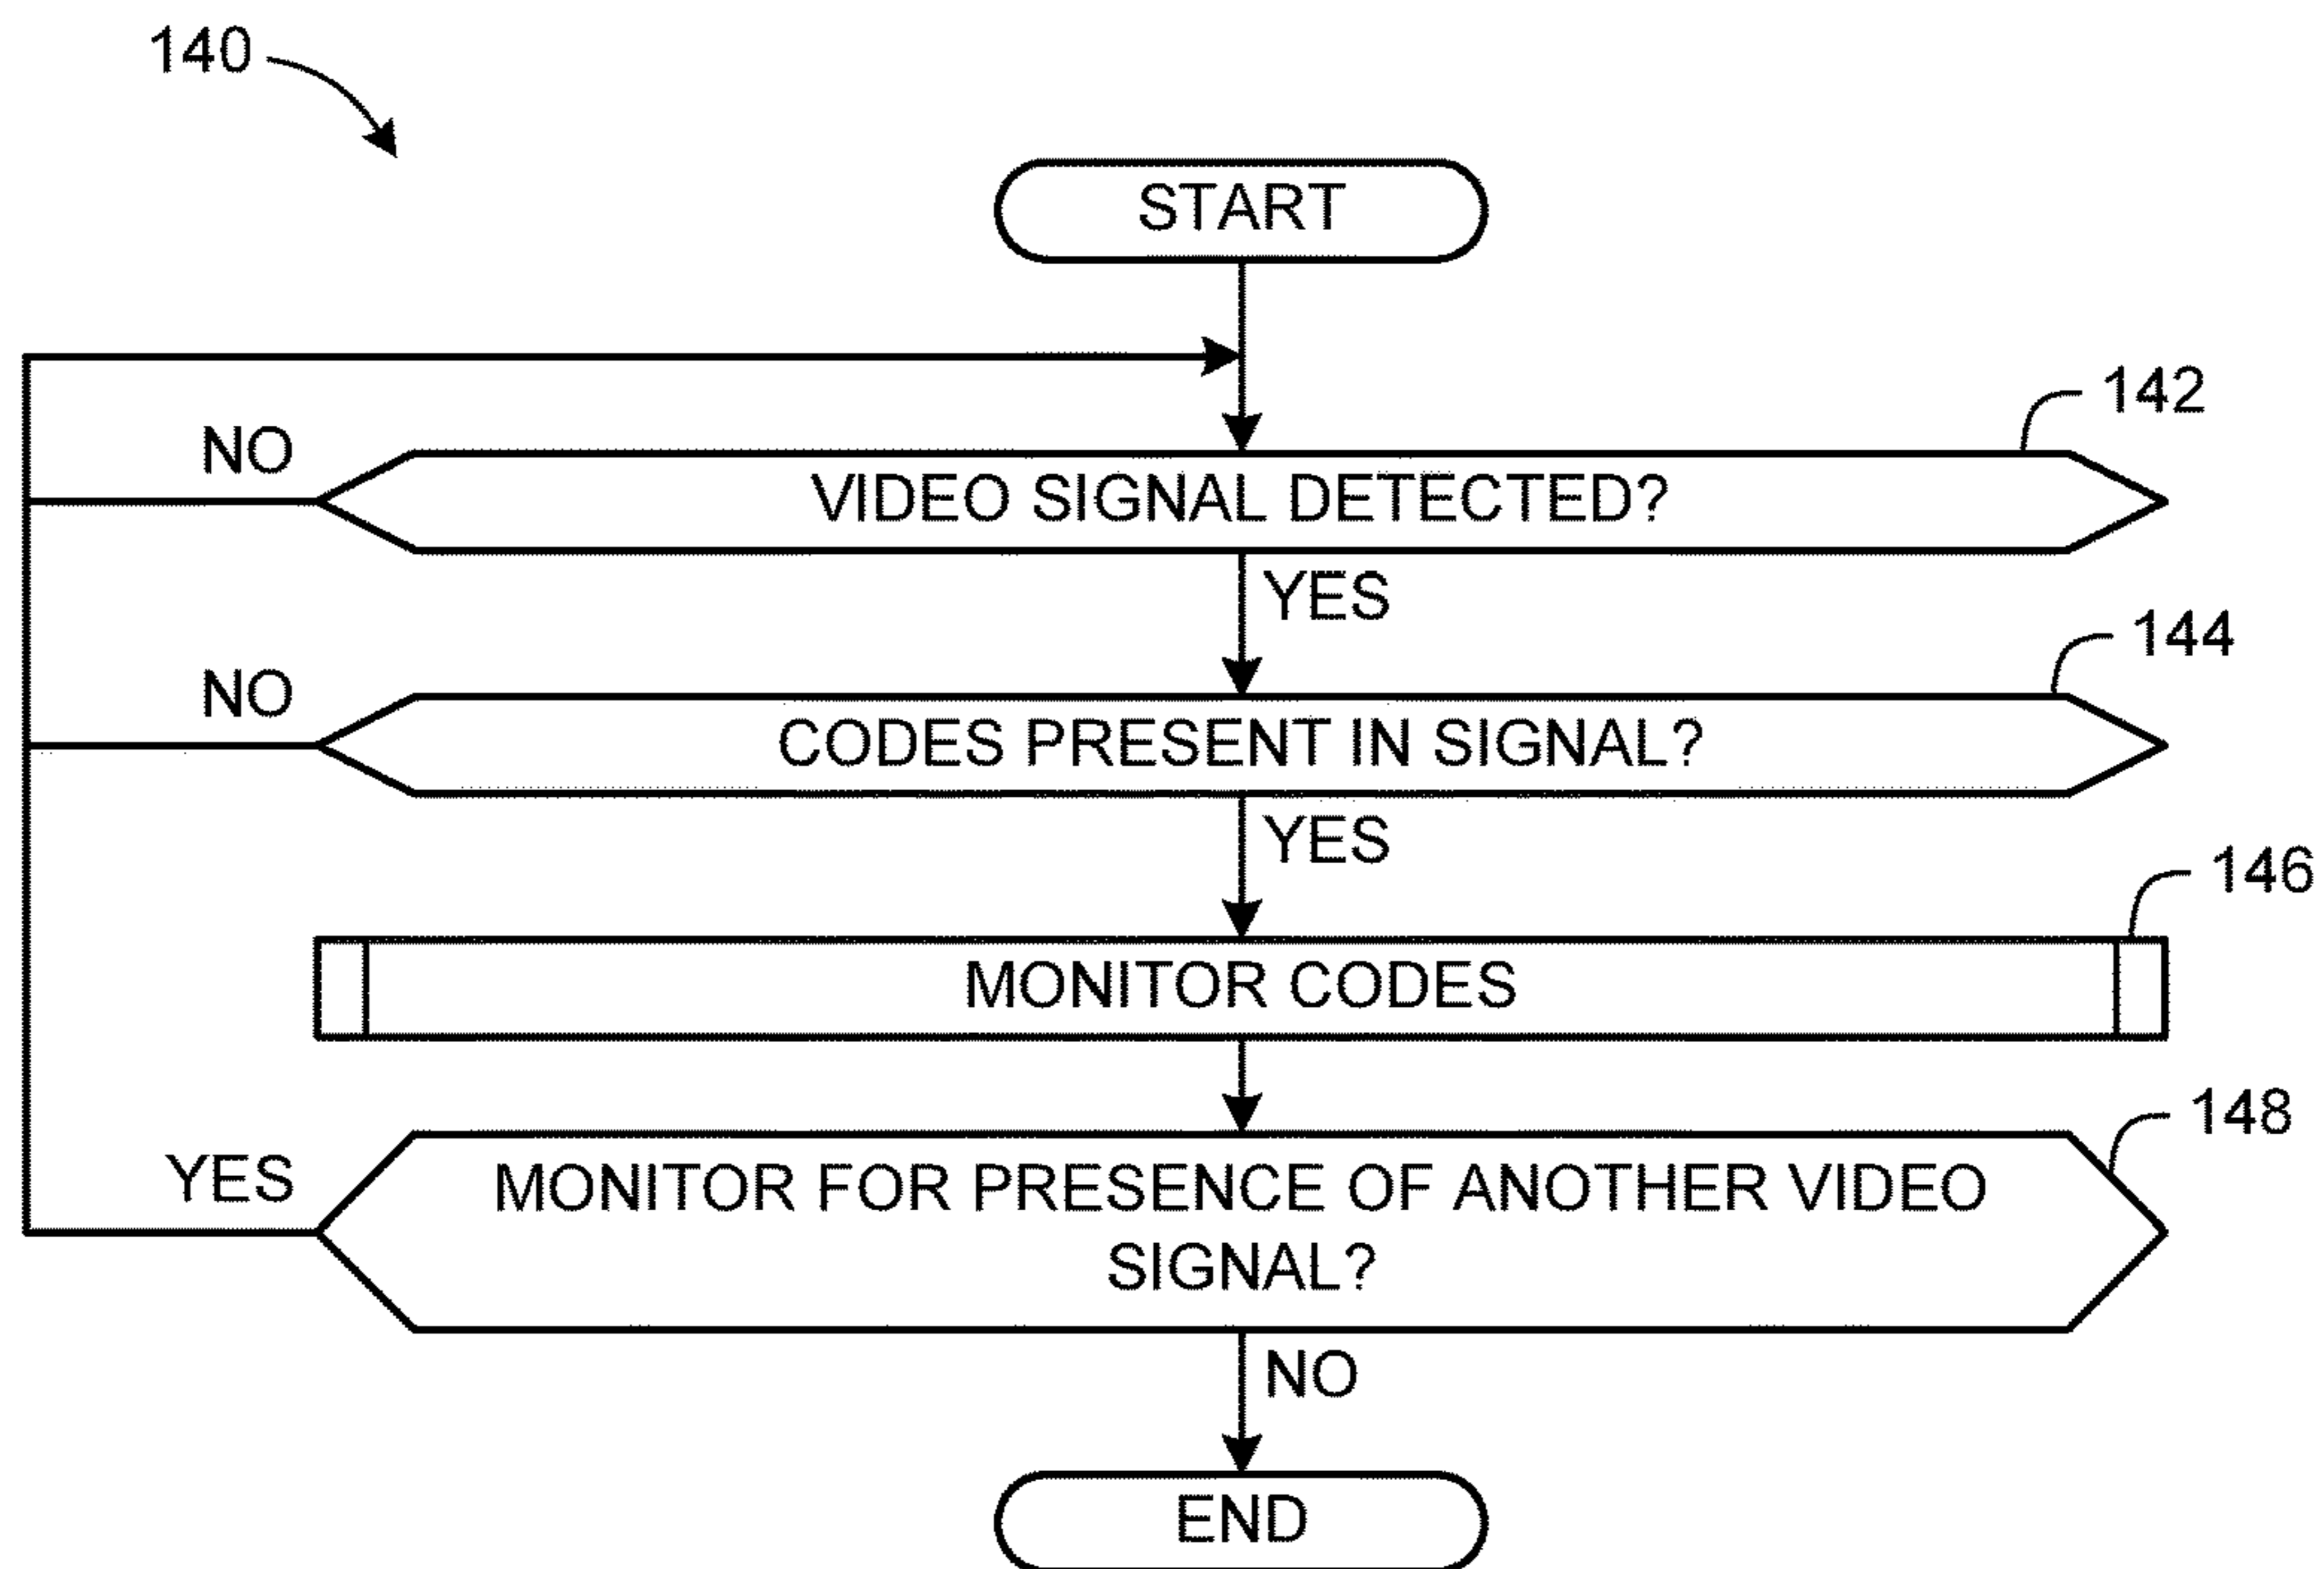 140
START
142
NO
VIDEO SIGNAL DETECTED?
YES
144
NO
CODES PRESENT IN SIGNAL?
YES
146
MONITOR CODES
148
YES
MONITOR FOR PRESENCE OF ANOTHER VIDEO
SIGNAL?
NO
END